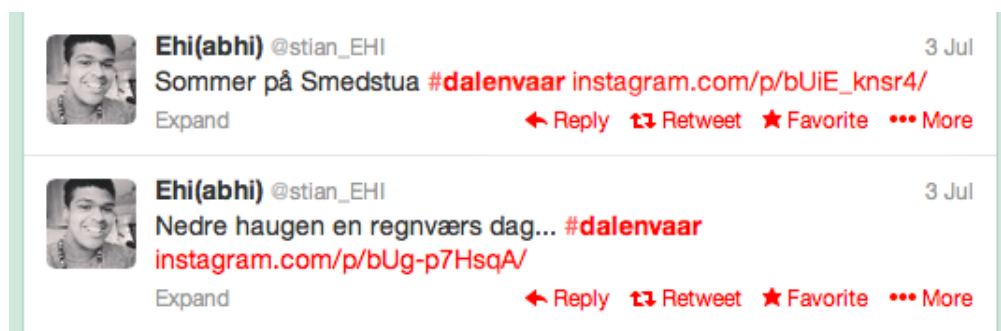 Ehi(abhi) @stian_EHI 3 Jul
Sommer på Smedstua #dalenvaar instagram.com/p/bUiE_knsr4/
Expand Reply Retweet Favorite More
Ehi(abhi) @stian_EHI 3 Jul
Nedre haugen en regnværs dag... #dalenvaar
instagram.com/p/bUg-p7HsqA/
Expand Reply Retweet Favorite More